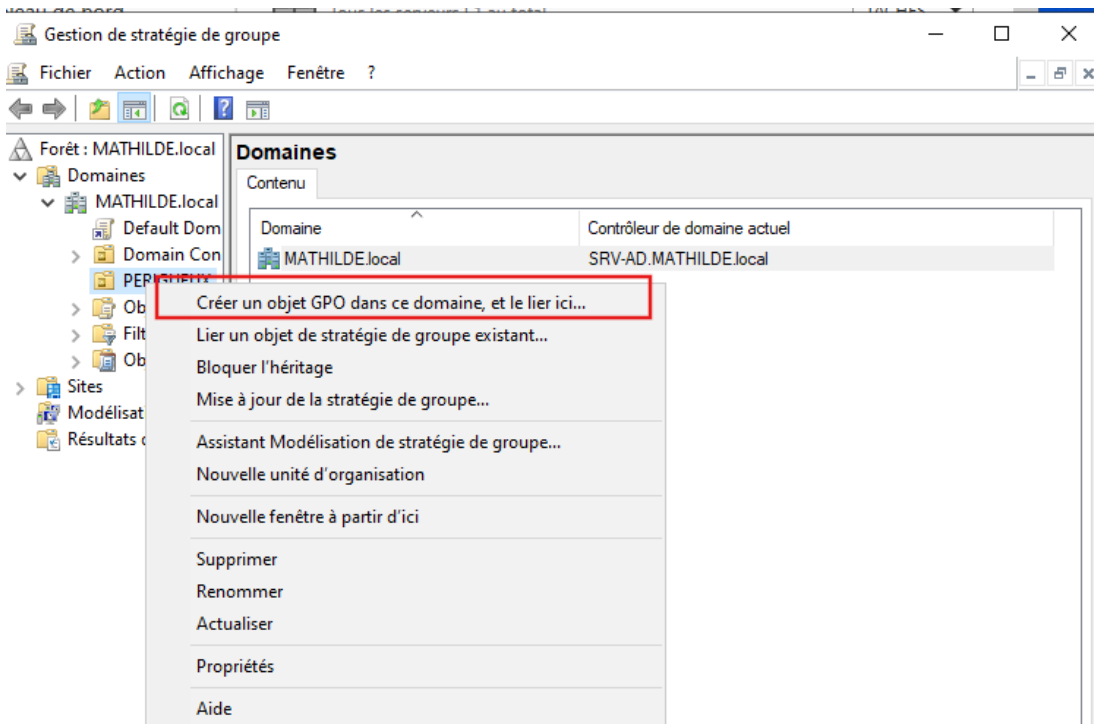 Gestion de stratégie de groupe
Fichier Action Affichage Fenêtre ?
Forêt : MATHILDE.local
Domaines
MATHILDE.local
Default Dom
Domain Con
PERIGUEUX
Ob
Filt
Ob
Sites
Modélisat
Résultats
Domaines
Contenu
Domaine Contrôleur de domaine actuel
MATHILDE.local SRV-AD.MATHILDE.local
Créer un objet GPO dans ce domaine, et le lier ici...
Lier un objet de stratégie de groupe existant...
Bloquer l'héritage
Mise à jour de la stratégie de groupe...
Assistant Modélisation de stratégie de groupe...
Nouvelle unité d'organisation
Nouvelle fenêtre à partir d'ici
Supprimer
Renommer
Actualiser
Propriétés
Aide